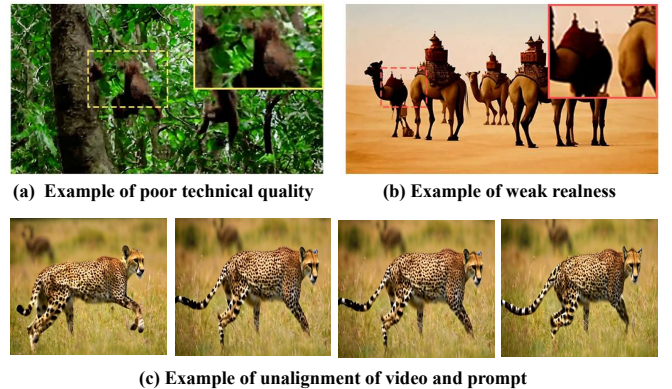 (a) Example of poor technical quality
(b) Example of weak realness
(c) Example of unalignment of video and prompt